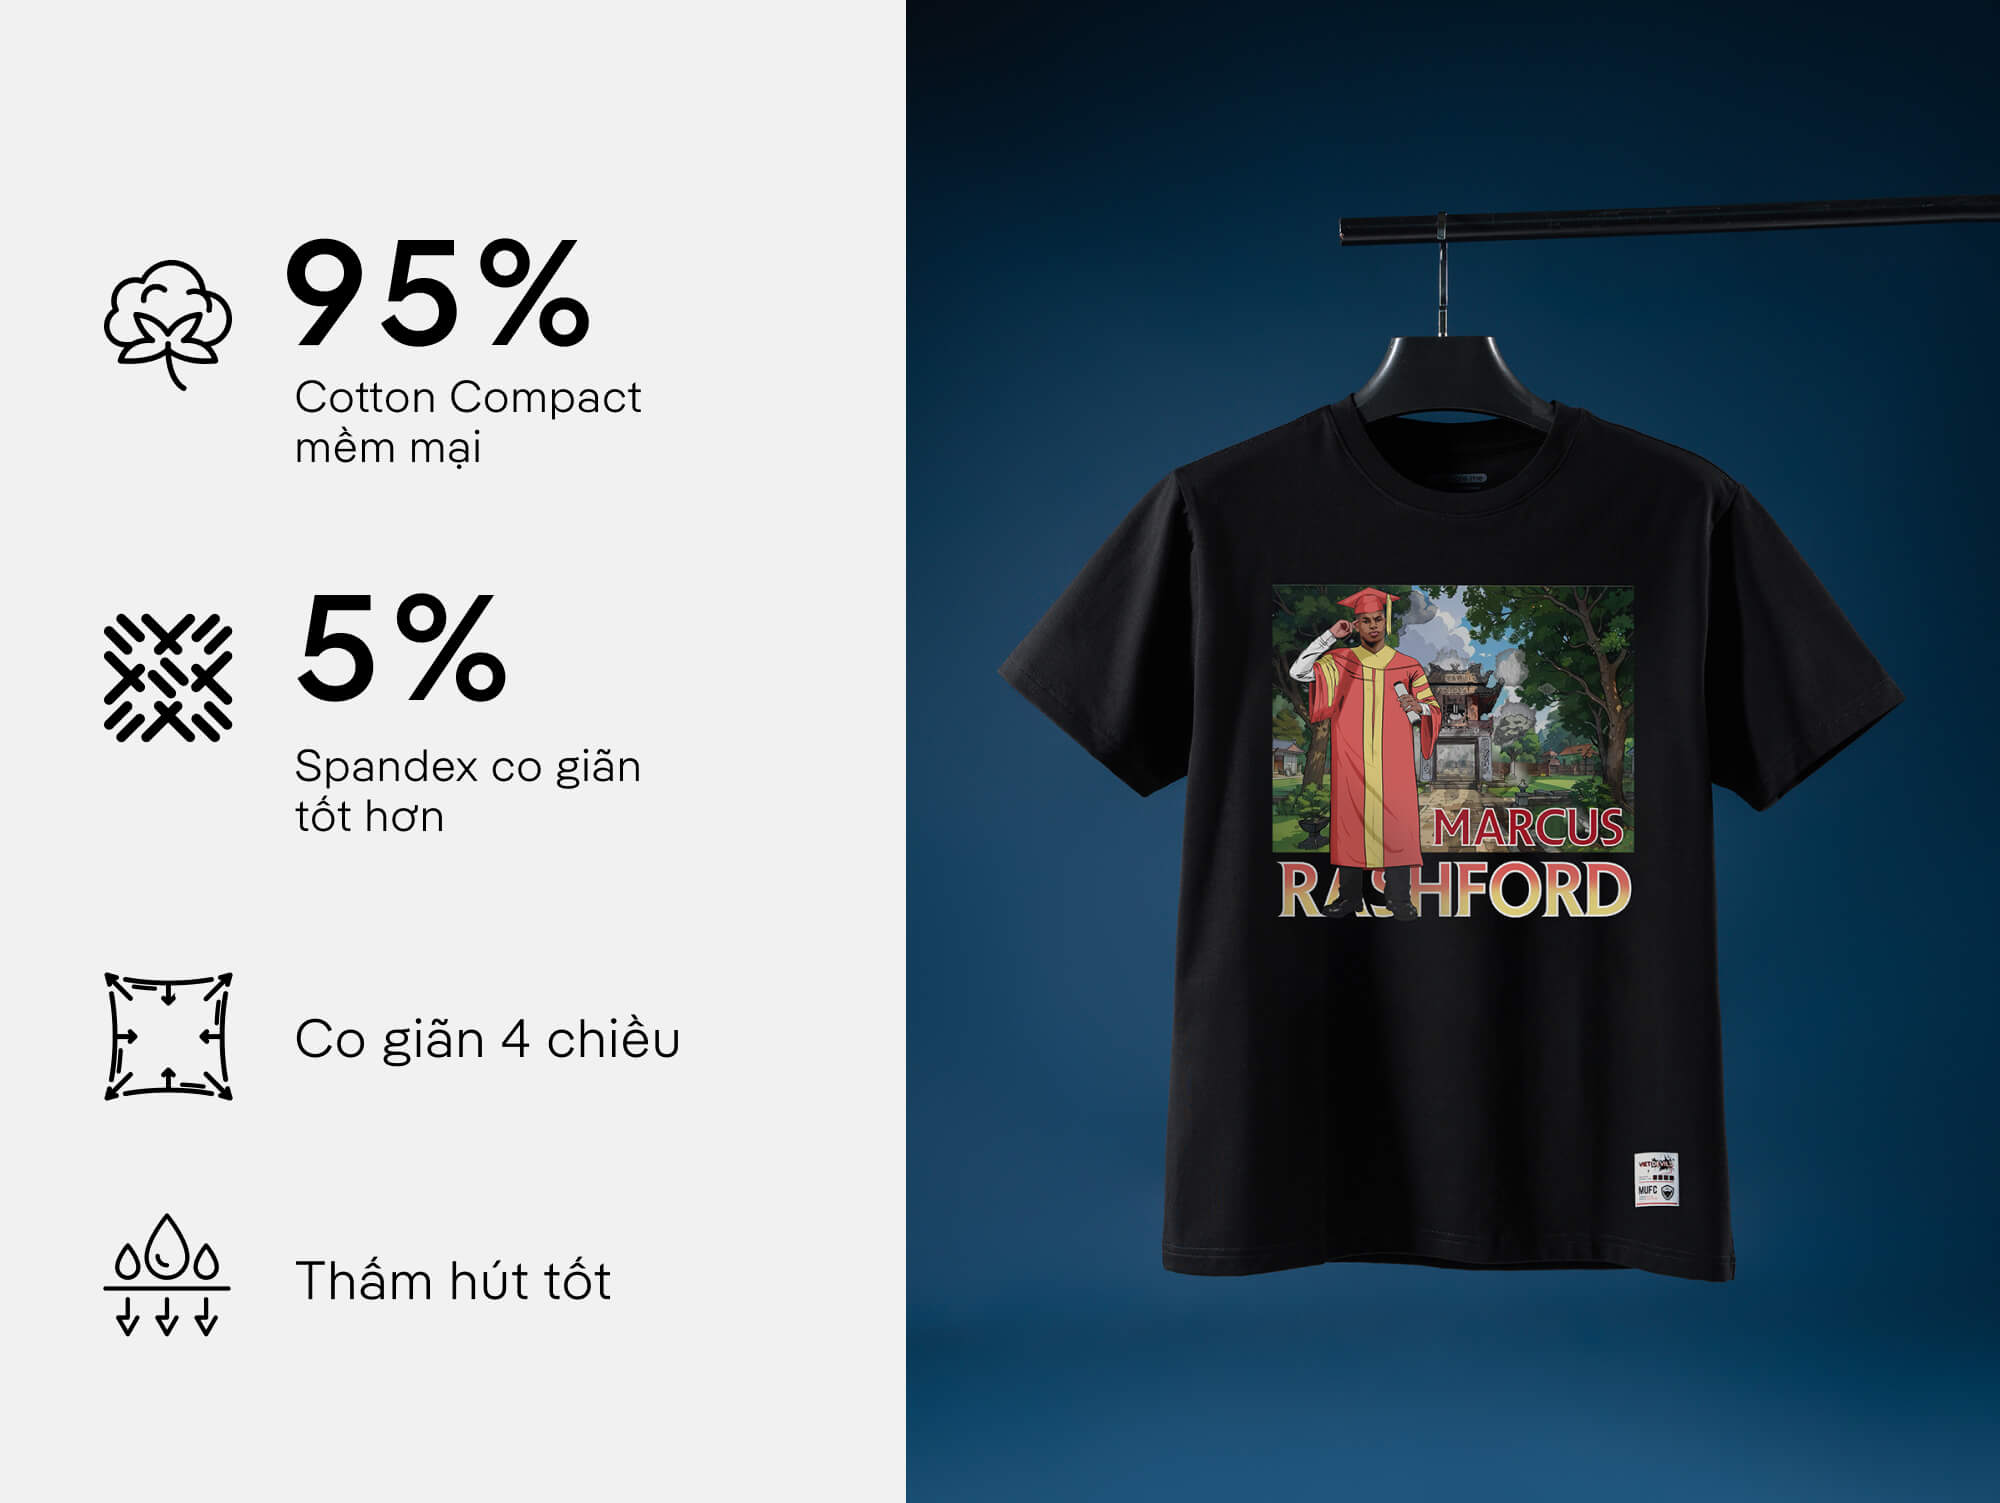 95%
Cotton Compact
mềm mại
5%
Spandex co giãn
tốt hơn
Co giãn 4 chiều
Thấm hút tốt
MARCUS
RASHFORD
MUFC